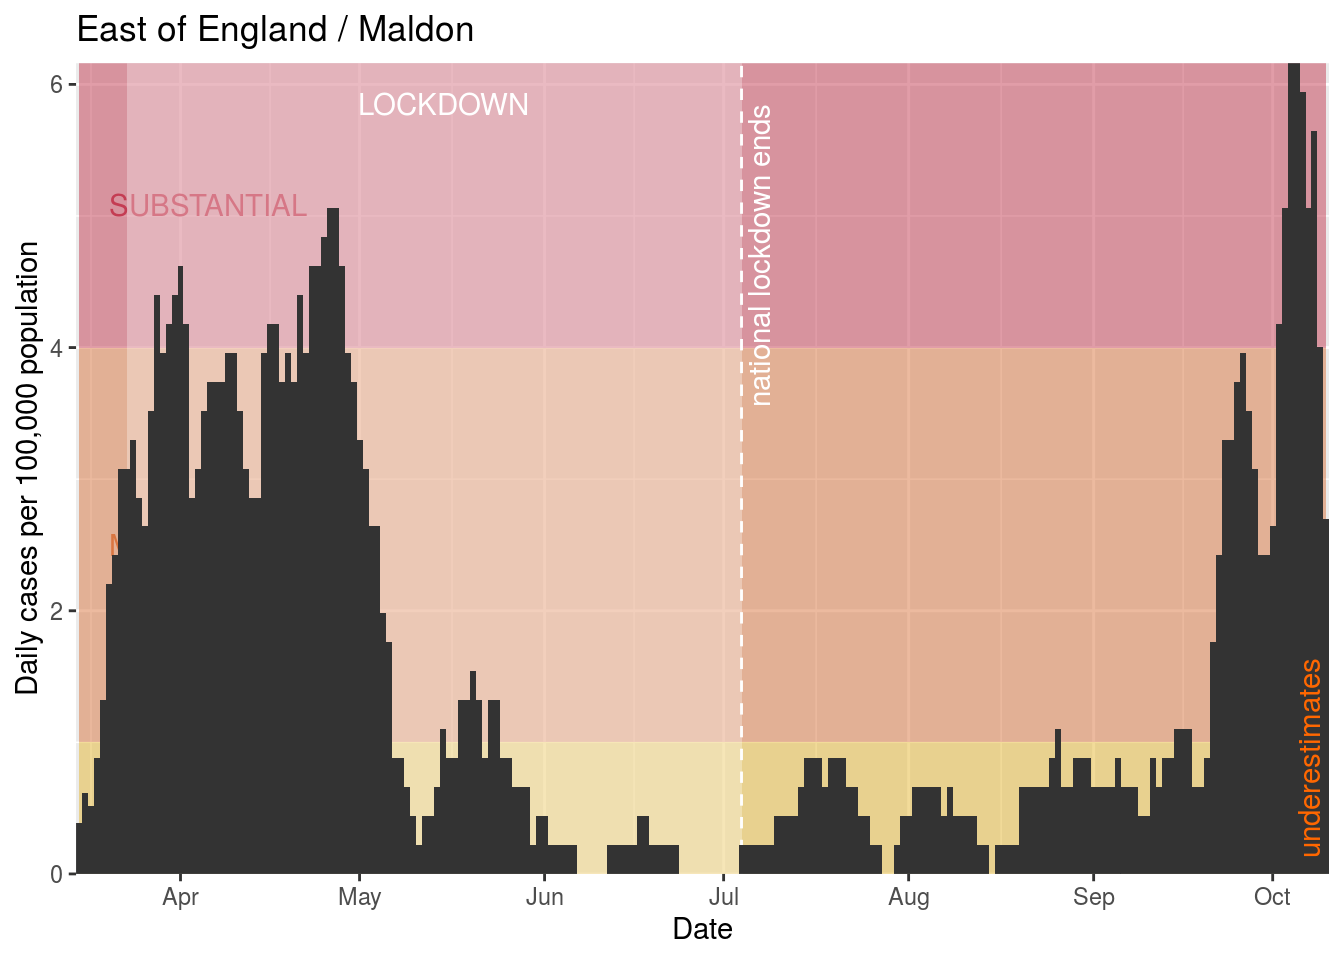 East of England / Maldon
Daily cases per 100,000 population
6
4
2
0
LOCKDOWN
SUBSTANTIAL
national lockdown ends
underestimates
Apr
May
Jun
Jul
Aug
Sep
Oct
Date